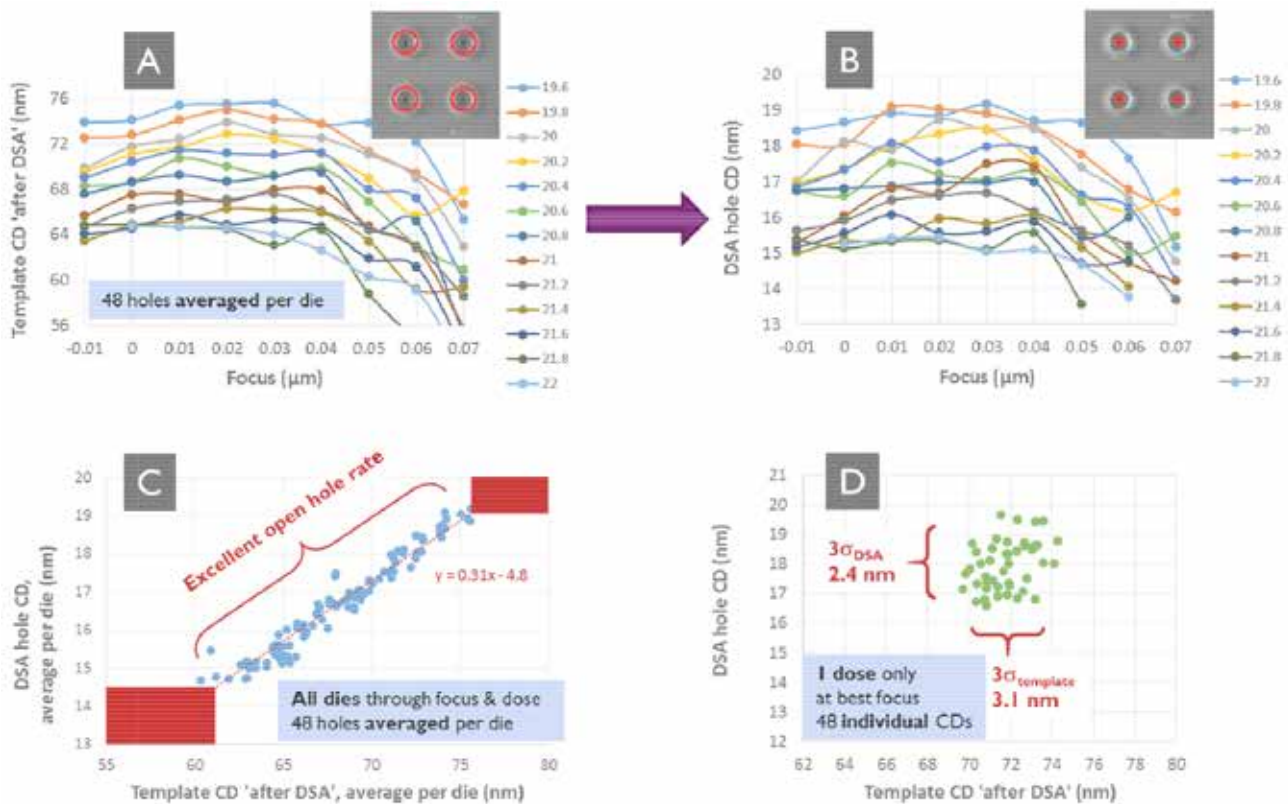 A
Template CD 'after DSA' (nm)
76
72
68
64
60
56
48 holes averaged per die
-0.01 0 0.01 0.02 0.03 0.04 0.05 0.06 0.07
Focus (µm)
19.6
19.8
20
20.2
20.4
20.6
20.8
21
21.2
21.4
21.6
21.8
22
B
DSA hole CD (nm)
20
19
18
17
16
15
14
13
-0.01 0 0.01 0.02 0.03 0.04 0.05 0.06 0.07
Focus (µm)
19.6
19.8
20
20.2
20.4
20.6
20.8
21
21.2
21.4
21.6
21.8
22
C
DSA hole CD,
average per die (nm)
20
19
18
17
16
15
14
13
Excellent open hole rate
y = 0.31x - 4.8
All dies through focus & dose
48 holes averaged per die
55 60 65 70 75 80
Template CD 'after DSA', average per die (nm)
D
DSA hole CD (nm)
21
20
19
18
17
16
15
14
13
12
3σDSA
2.4 nm
3σtemplate
3.1 nm
1 dose only
at best focus
48 individual CDs
62 64 66 68 70 72 74 76 78 80
Template CD 'after DSA' (nm)